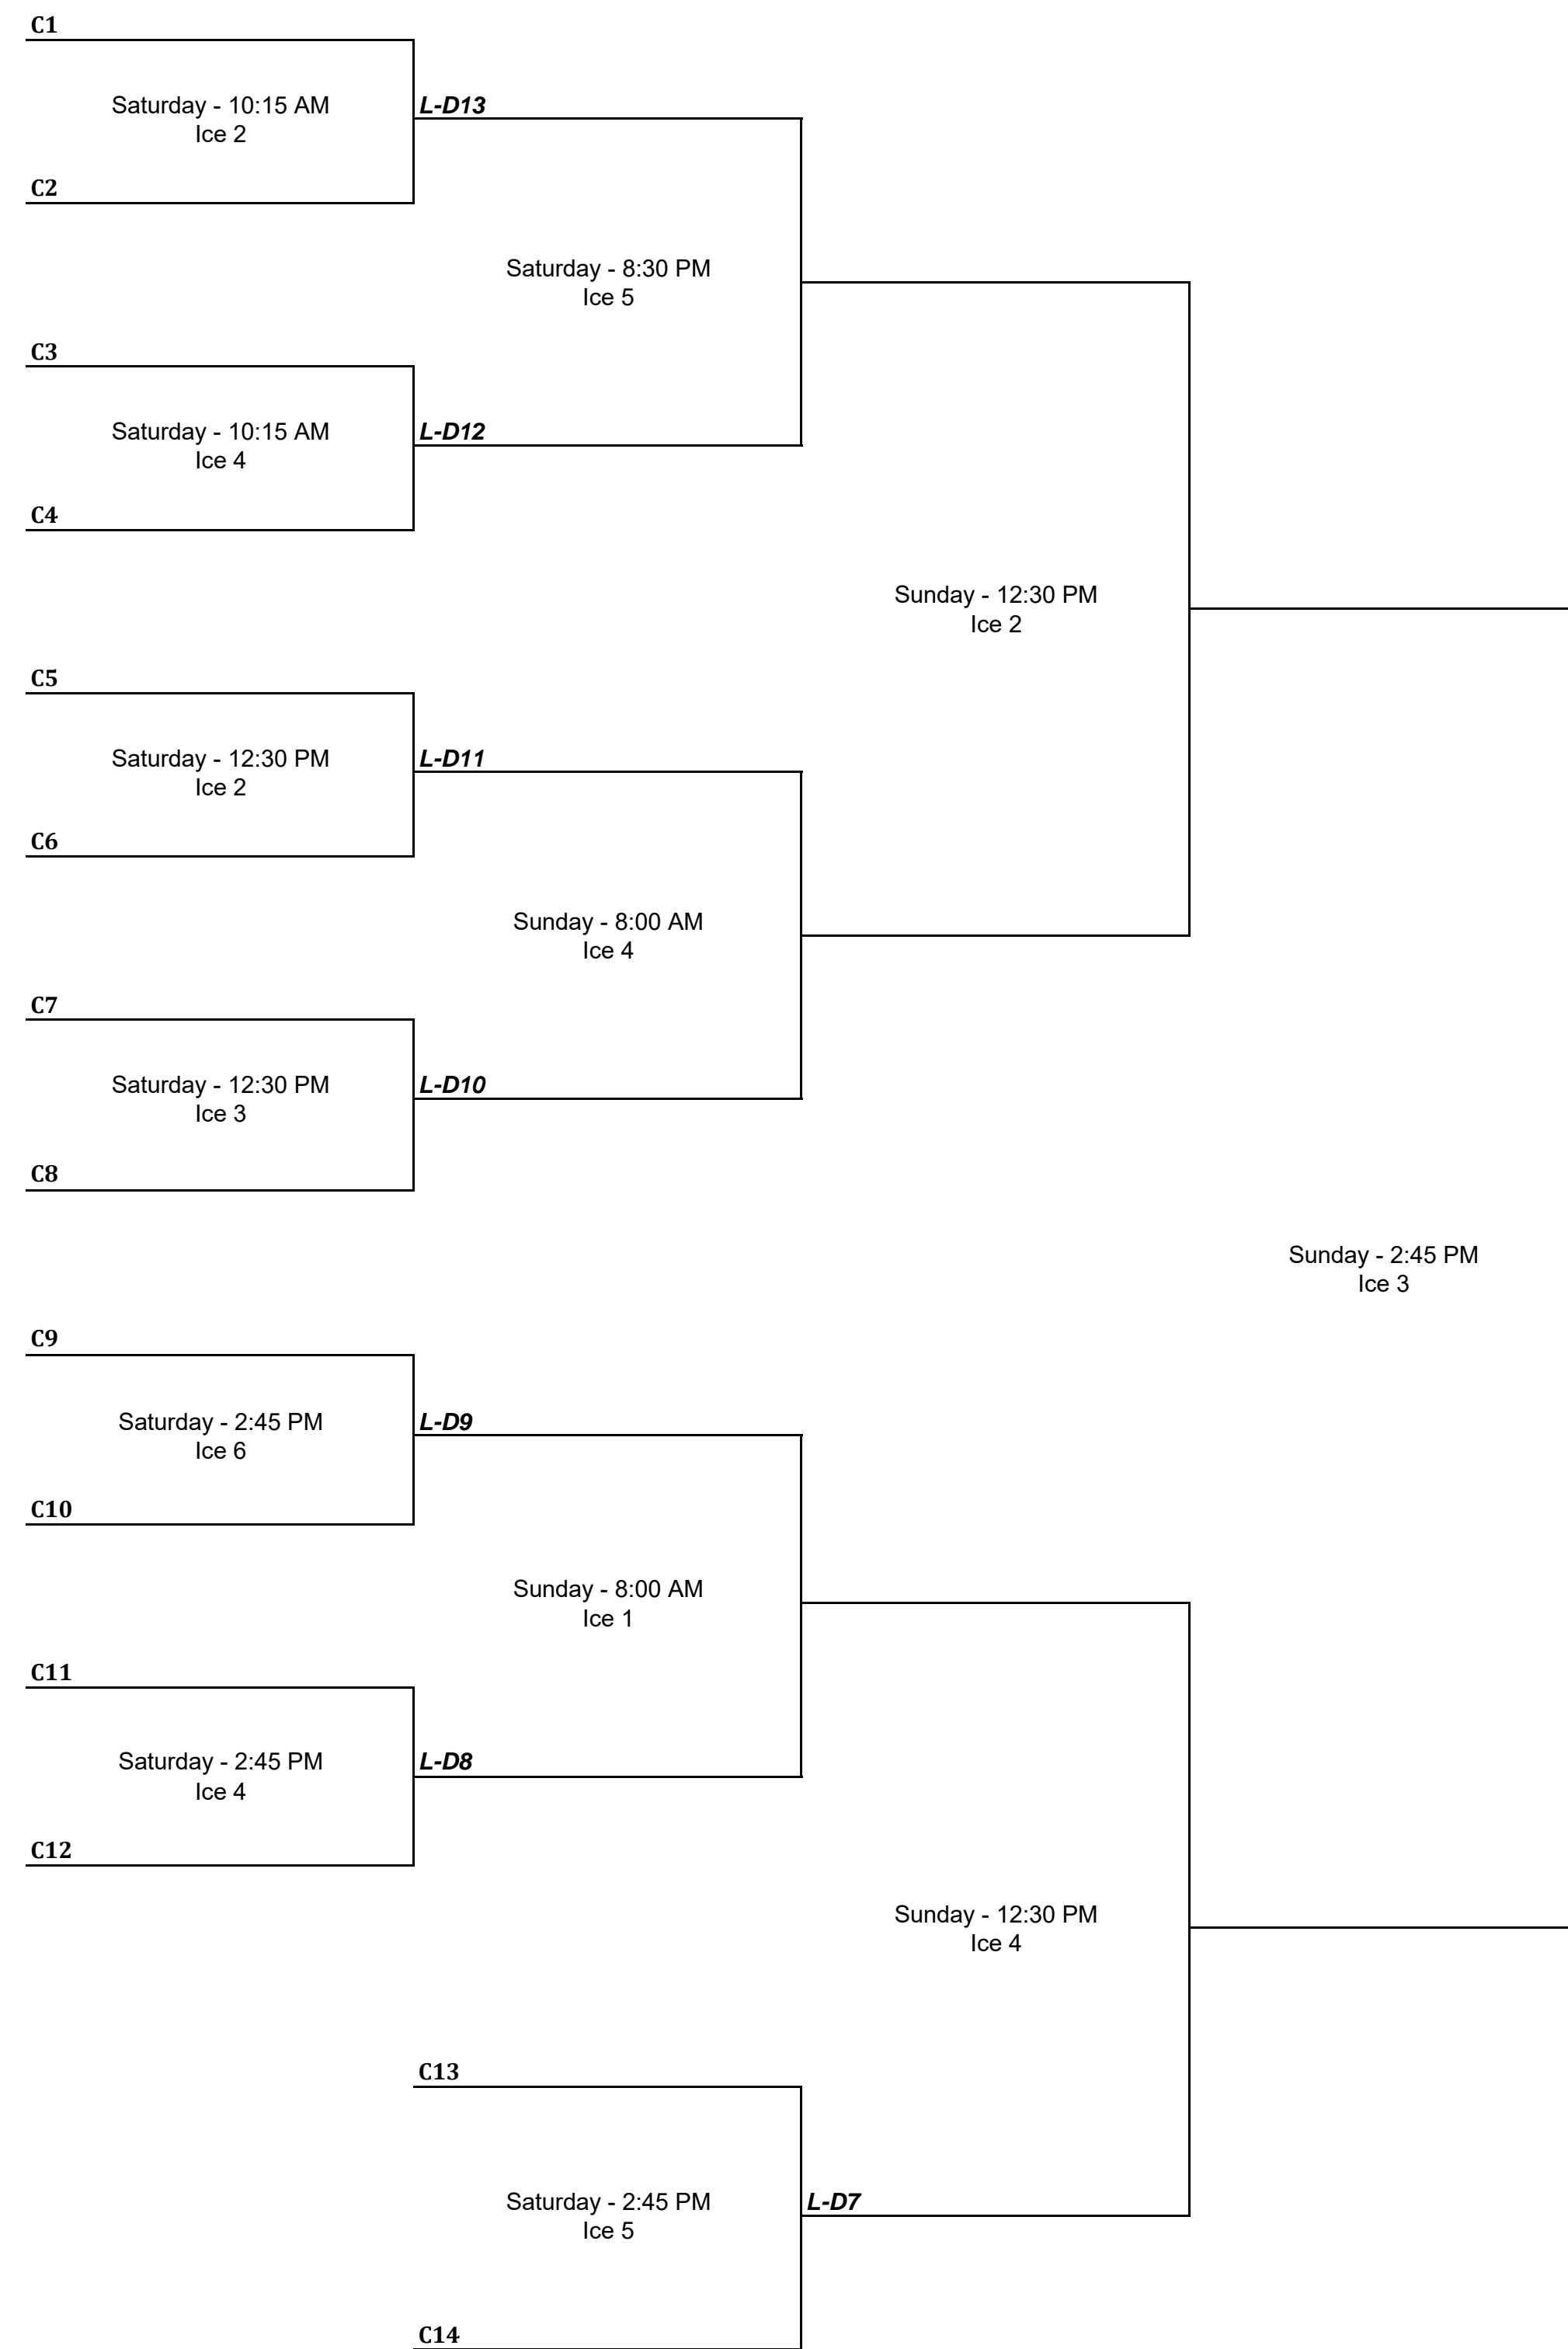 C1
Saturday - 10:15 AM
Ice 2
L-D13
C2
Saturday - 8:30 PM
Ice 5
C3
Saturday - 10:15 AM
Ice 4
L-D12
C4
Sunday - 12:30 PM
Ice 2
C5
Saturday - 12:30 PM
Ice 2
L-D11
C6
Sunday - 8:00 AM
Ice 4
C7
Saturday - 12:30 PM
Ice 3
L-D10
C8
Sunday - 2:45 PM
Ice 3
C9
Saturday - 2:45 PM
Ice 6
L-D9
C10
Sunday - 8:00 AM
Ice 1
C11
Saturday - 2:45 PM
Ice 4
L-D8
C12
Sunday - 12:30 PM
Ice 4
C13
Saturday - 2:45 PM
Ice 5
L-D7
C14